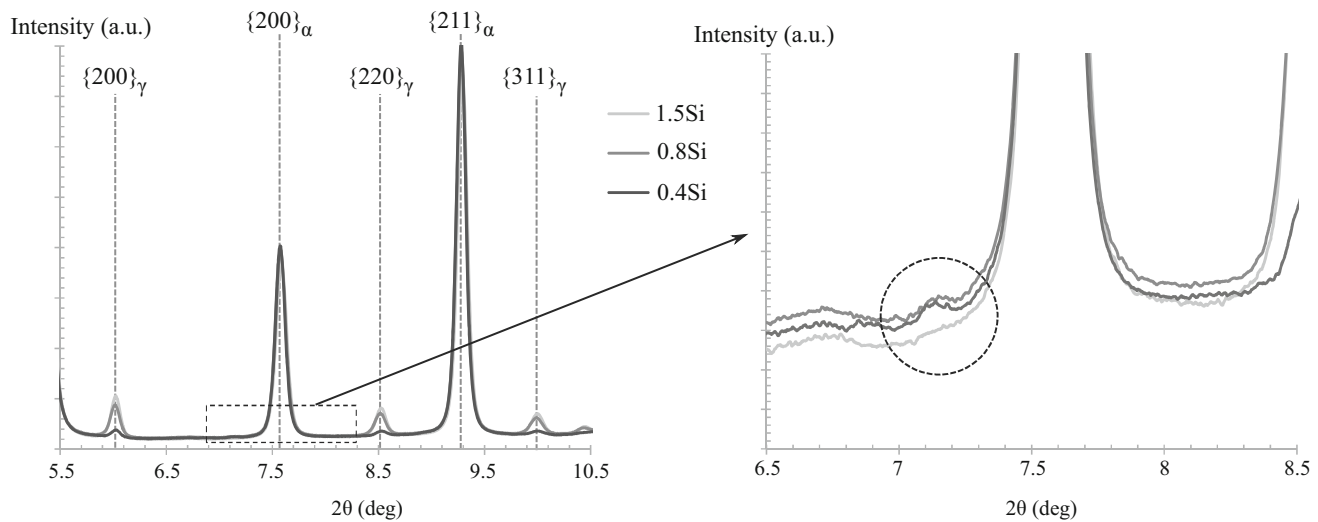 Intensity (a.u.)
{200}α
{211}α
{200}γ
{220}γ
{311}γ
5.5 6.5 7.5 8.5 9.5 10.5
2θ (deg)
1.5Si
0.8Si
0.4Si
Intensity (a.u.)
6.5 7 7.5 8 8.5
2θ (deg)